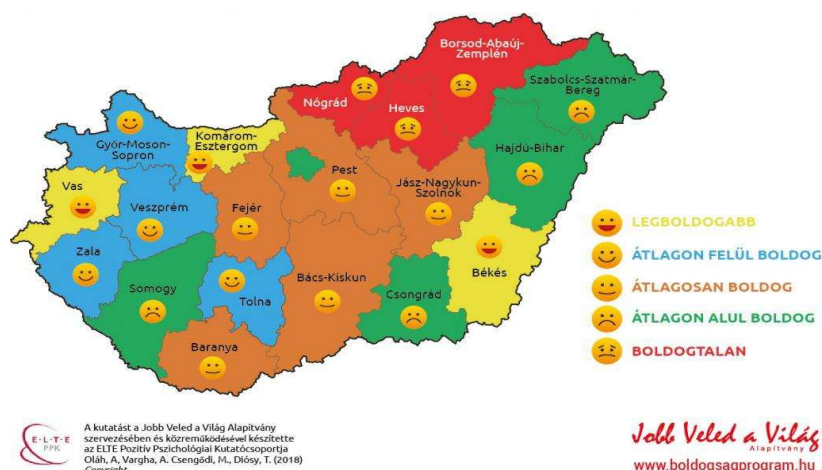 Borsod-Abaúj-
Zemplén
Szabolcs-Szatmár-
Bereg
Nógrád
Heves
Komárom-
Esztergom
Győr-Moson-
Sopron
Hajdú-Bihar
Pest
Jász-Nagykun-
Szolnok
Vas
Veszprém
Fejér
Zala
Somogy
Tolna
Bács-Kiskun
Békés
Csongrád
Baranya
LEGBOLDOGABB
ÁTLAGON FELÜL BOLDOG
ÁTLAGOSAN BOLDOG
ÁTLAGON ALUL BOLDOG
BOLDOGTALAN
E·L·T·E
PPK
A kutatást a Jobb Veled a Világ Alapítvány
szervezésében és közreműködésével készítette
az ELTE Pozitív Pszichológiai Kutatócsoportja
Oláh, A, Vargha, A. Csengődi, M., Diósy, T. (2018)
Copyright
Jobb Veled a Világ
Alapítvány
www.boldogsagprogram.hu